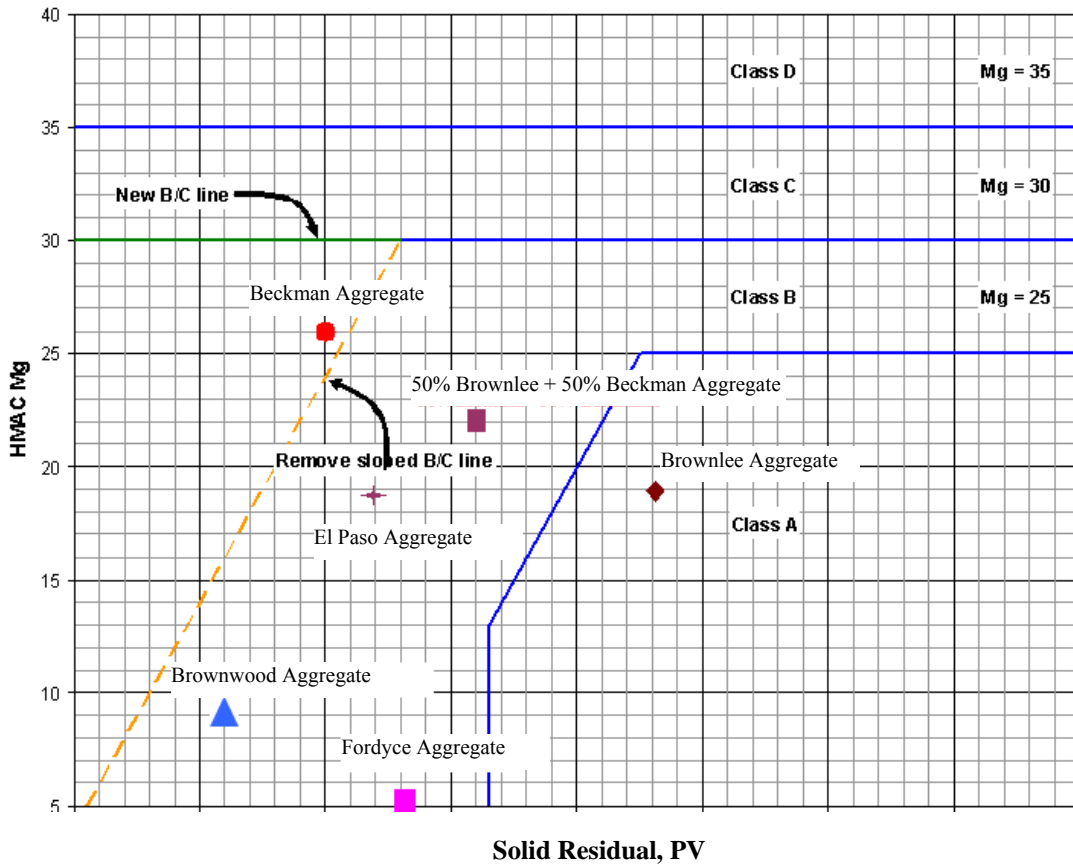 40
Class D Mg = 35
35
New B/C line
Class C Mg = 30
30
Beckman Aggregate
Class B Mg = 25
25
50% Brownlee + 50% Beckman Aggregate
HMAC Mg
20
Remove sloped B/C line
Brownlee Aggregate
Class A
El Paso Aggregate
15
Brownwood Aggregate
10
Fordyce Aggregate
5
Solid Residual, PV